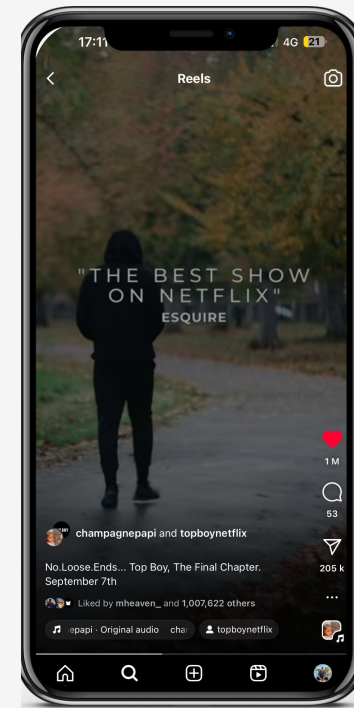 17:11
4G 21
Reels
"THE BEST SHOW
ON NETFLIX"
ESQUIRE
1 M
53
205 k
champagnepapi and topboynetflix
No.Loose.Ends... Top Boy, The Final Chapter.
September 7th
Liked by mheaven_ and 1,007,622 others
epapi · Original audio cha
topboynetflix